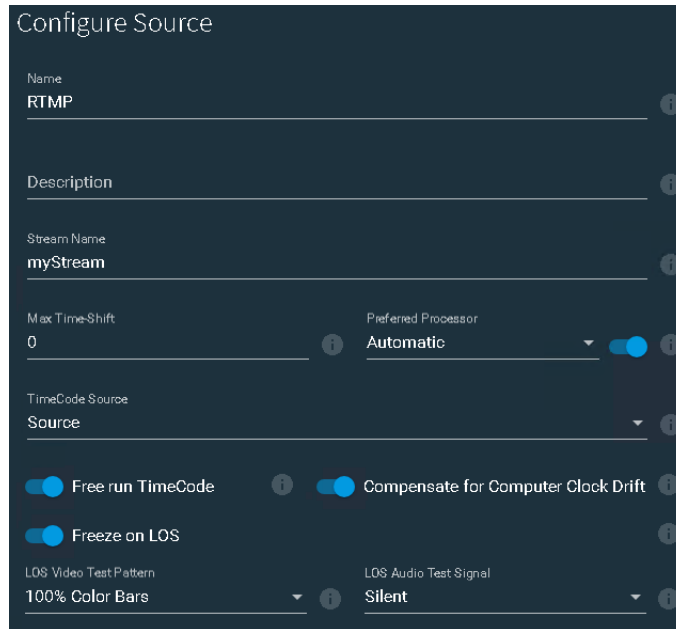 Configure Source
Name
RTMP
Description
Stream Name
myStream
Max Time-Shift
Preferred Processor
0
Automatic
TimeCode Source
Source
Free run TimeCode
Compensate for Computer Clock Drift
Freeze on LOS
LOS Video Test Pattern
LOS Audio Test Signal
100% Color Bars
Silent